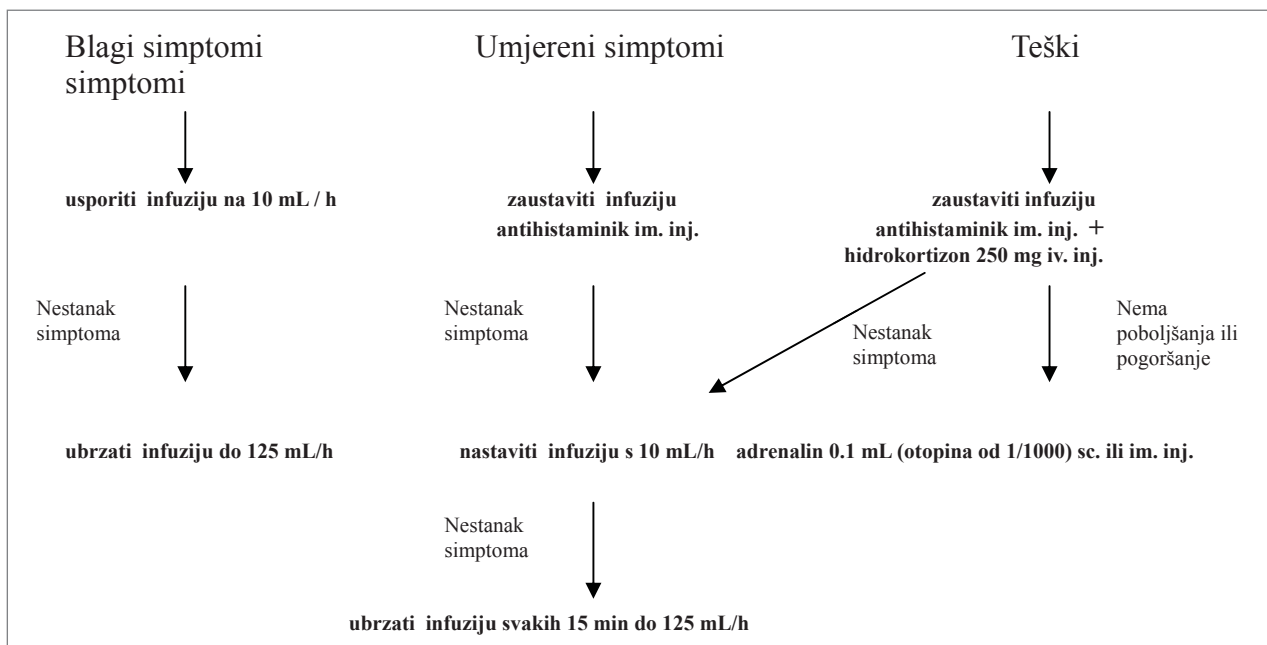 Blagi simptomi
simptomi
Umjereni simptomi
Teški
usporiti infuziju na 10 mL / h
zaustaviti infuziju
antihistaminik im. inj.
zaustaviti infuziju
antihistaminik im. inj. +
hidrokortizon 250 mg iv. inj.
Nestanak
simptoma
Nestanak
simptoma
Nestanak
simptoma
Nema
poboljšanja ili
pogoršanje
ubrzati infuziju do 125 mL/h
nastaviti infuziju s 10 mL/h
adrenalin 0.1 mL (otopina od 1/1000) sc. ili im. inj.
Nestanak
simptoma
ubrzati infuziju svakih 15 min do 125 mL/h